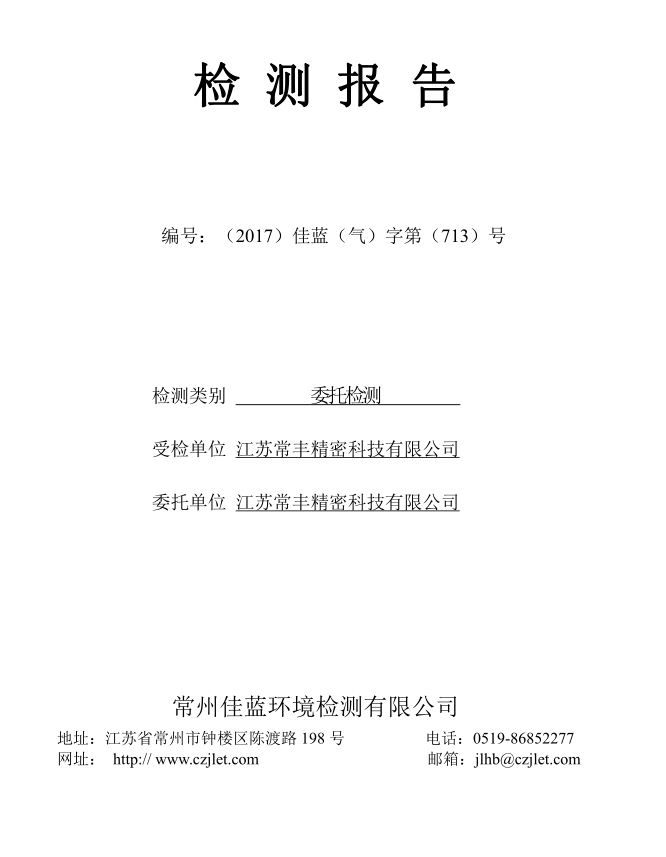 检 测 报 告
编号：（2017）佳蓝（气）字第（713）号
检测类别 委托检测
受检单位 江苏常丰精密科技有限公司
委托单位 江苏常丰精密科技有限公司
常州佳蓝环境检测有限公司
地址：江苏省常州市钟楼区陈渡路 198 号 电话：0519-86852277
网址： http:// www.czjlet.com 邮箱：jlhb@czjlet.com